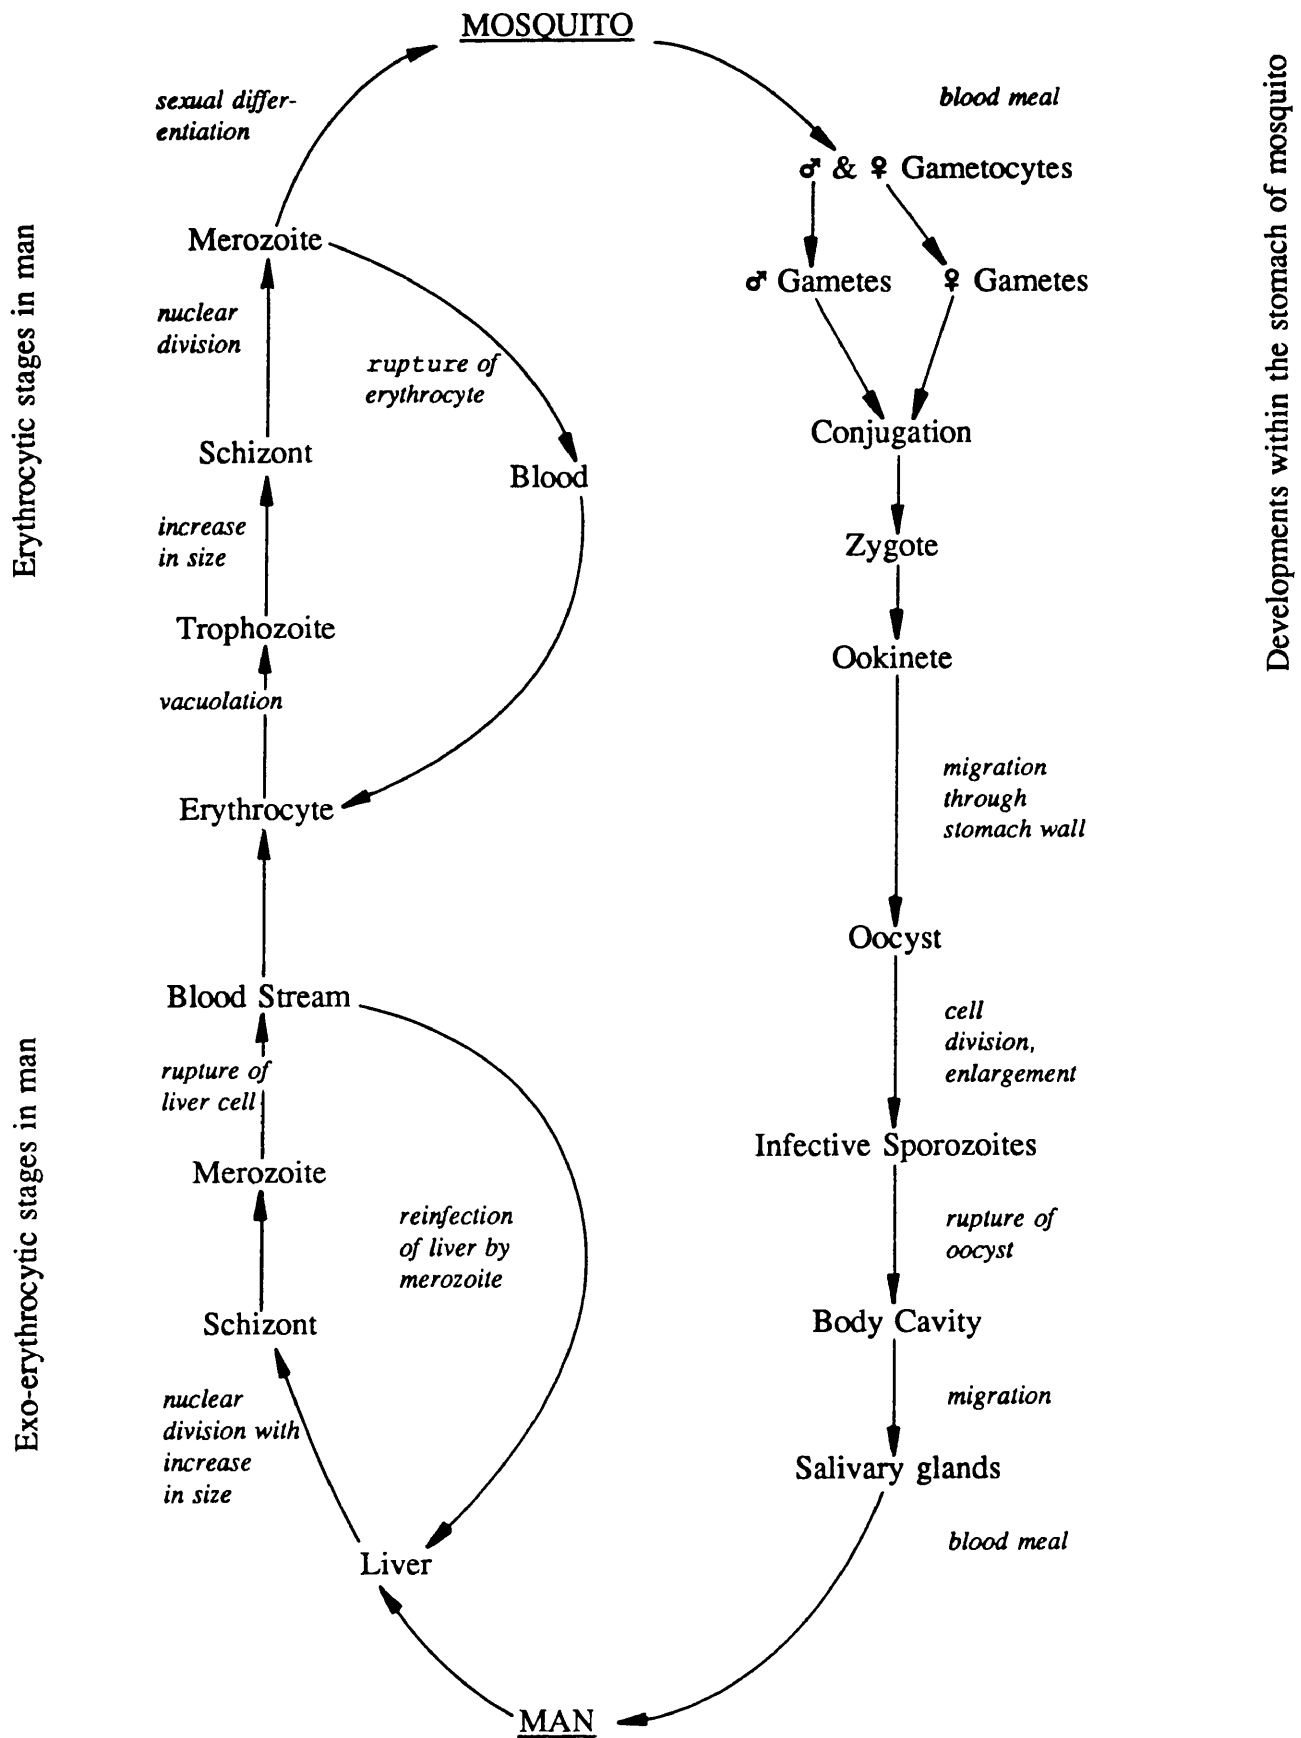 MOSQUITO
sexual differ-
entiation
blood meal
♂ & ♀ Gametocytes
Merozoite
♂ Gametes
♀ Gametes
nuclear
division
rupture of
erythrocyte
Conjugation
Schizont
Blood
increase
in size
Zygote
Trophozoite
Ookinete
vacuolation
migration
through
stomach wall
Erythrocyte
Oocyst
Blood Stream
cell
division,
enlargement
rupture of
liver cell
Infective Sporozoites
Merozoite
reinfection
of liver by
merozoite
rupture of
oocyst
Schizont
Body Cavity
nuclear
division with
increase
in size
migration
Salivary glands
blood meal
Liver
MAN
Erythrocytic stages in man
Exo-erythrocytic stages in man
Developments within the stomach of mosquito